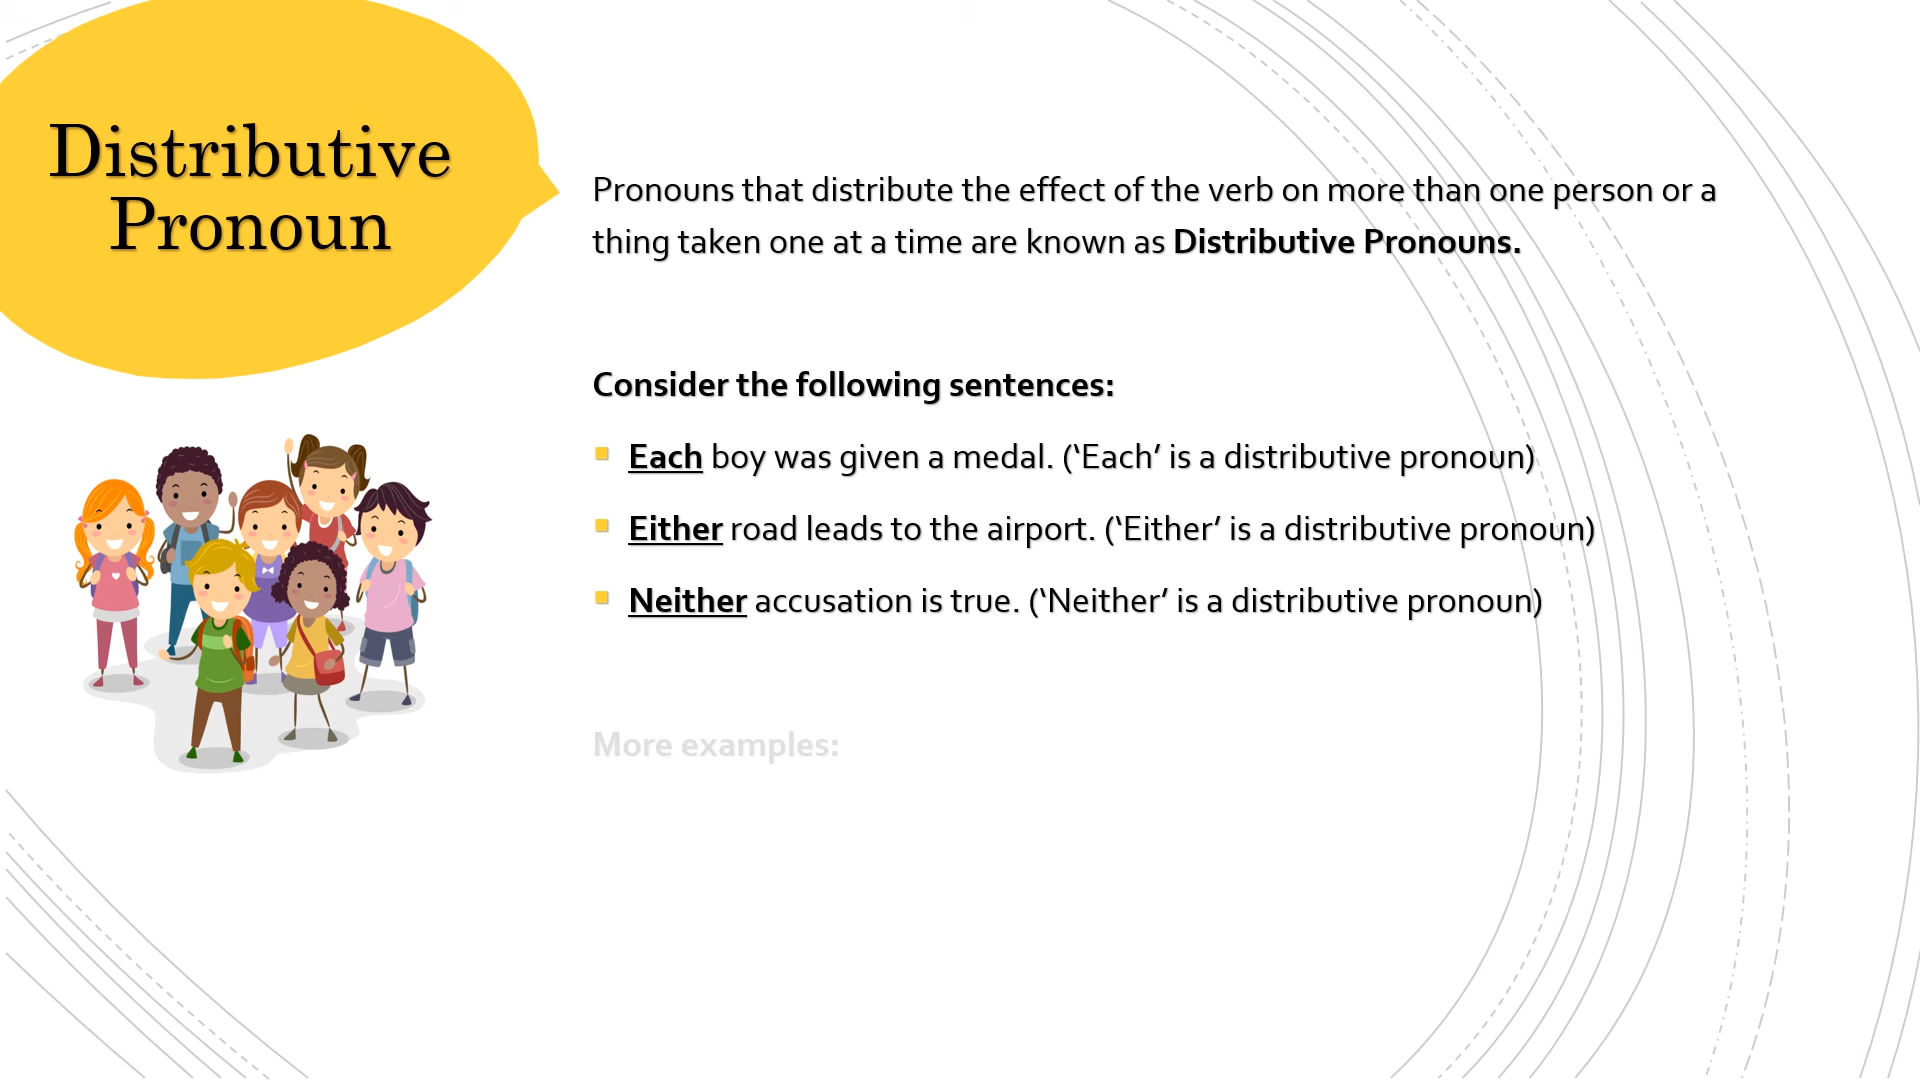 Distributive
Pronoun
Pronouns that distribute the effect of the verb on more than one person or a
thing taken one at a time are known as Distributive Pronouns.
Consider the following sentences:
Each boy was given a medal. (‘Each’ is a distributive pronoun)
Either road leads to the airport. (‘Either’ is a distributive pronoun)
Neither accusation is true. (‘Neither’ is a distributive pronoun)
More examples: